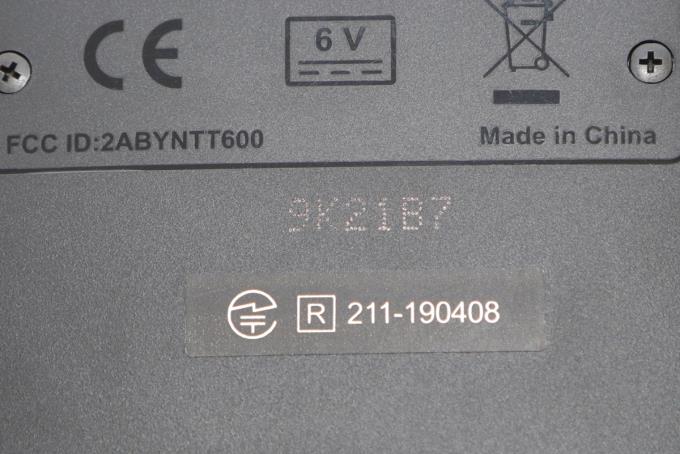 CE
6 V
FCC ID:2ABYNTT600
Made in China
9K21B7
R 211-190408